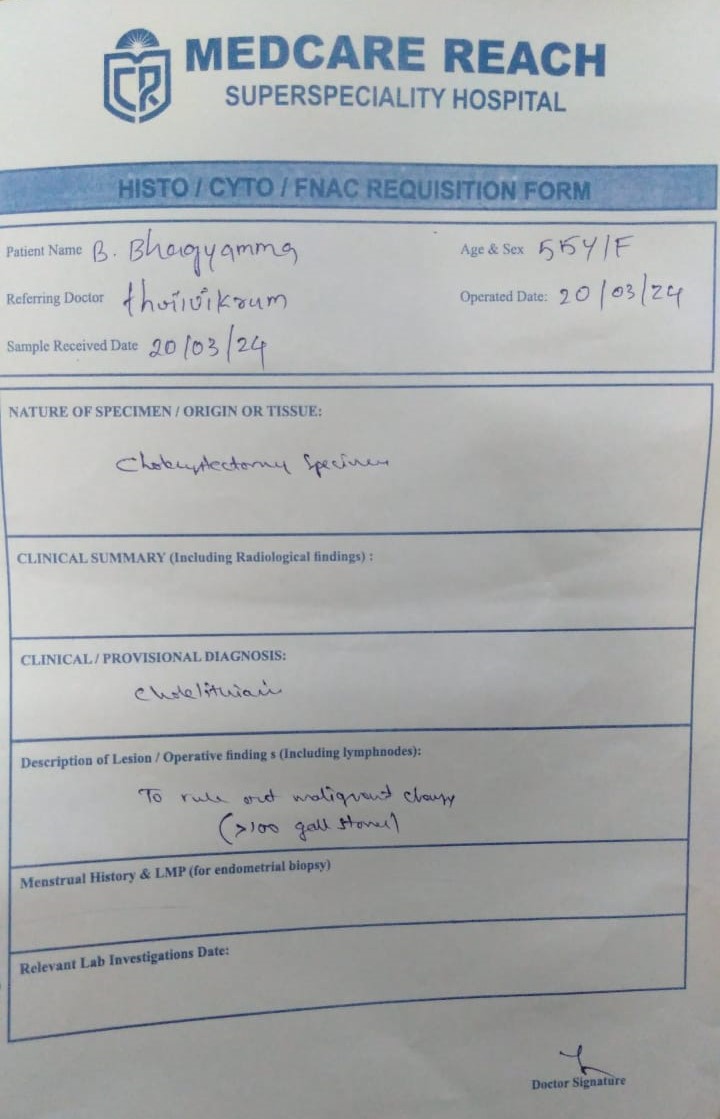 MEDCARE REACH
SUPERSPECIALITY HOSPITAL
HISTO / CYTO / FNAC REQUISITION FORM
Patient Name B. Bhagyamma Age & Sex 55Y/F
Referring Doctor Operated Date: 20/03/24
Sample Received Date 20/03/24
NATURE OF SPECIMEN / ORIGIN OR TISSUE:
Specimen
CLINICAL SUMMARY (Including Radiological findings) :
CLINICAL / PROVISIONAL DIAGNOSIS:
Description of Lesion / Operative finding s (Including lymphnodes):
To rule out malignant
(>100 gall stones)
Menstrual History & LMP (for endometrial biopsy)
Relevant Lab Investigations Date:
Doctor Signature